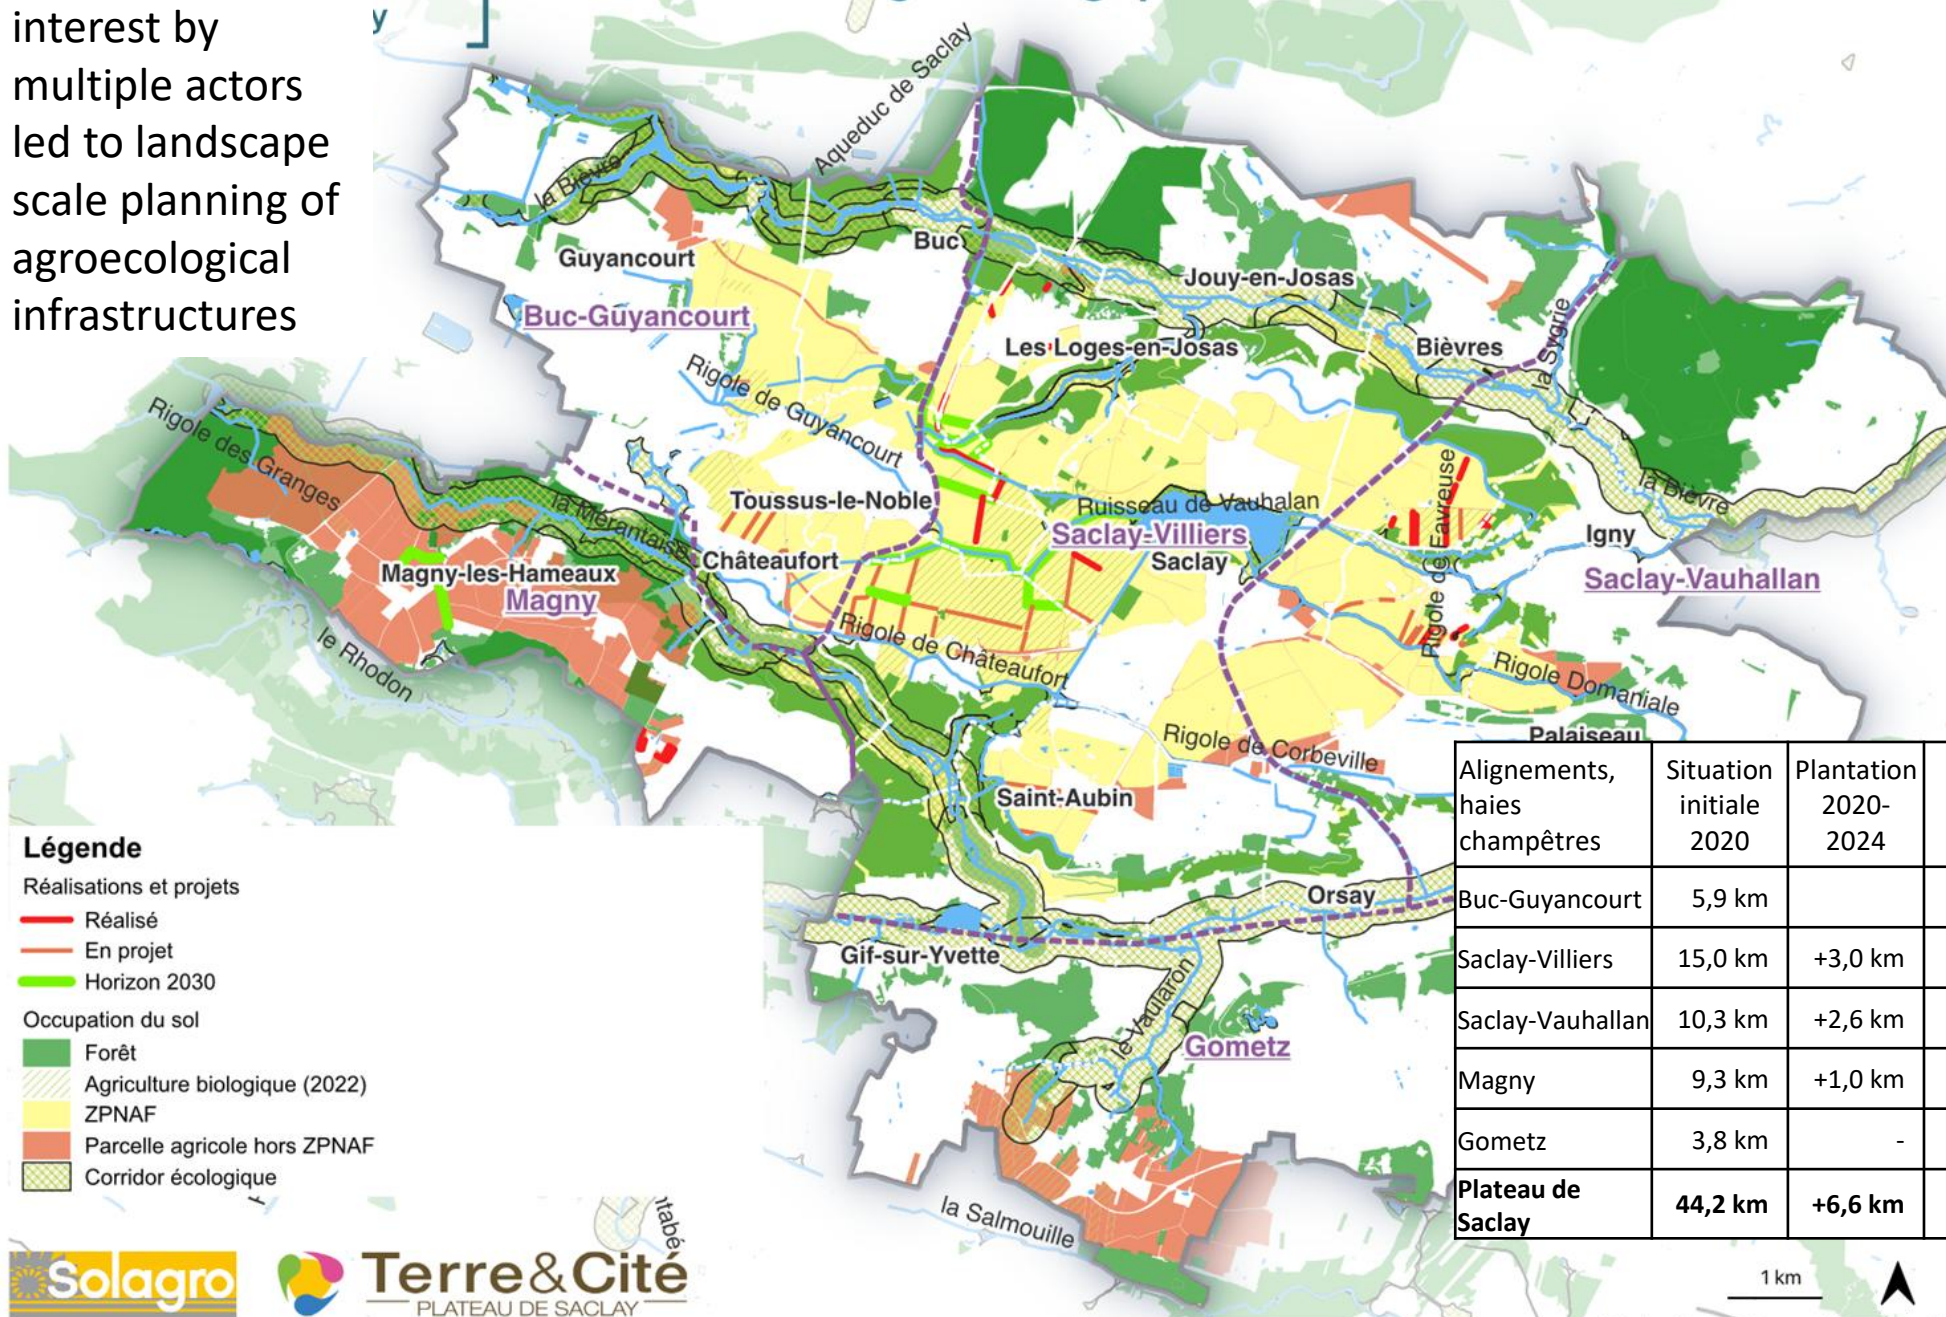 interest by
multiple actors
led to landscape
scale planning of
agroecological
infrastructures
Aqueduc de Saclay
la Bièvre
Guyancourt
Buc
Jouy-en-Josas
Buc-Guyancourt
Les Loges-en-Josas
Bièvres
la Sygrie
Rigole de Guyancourt
Rigole des Granges
la Mérantaise
Toussus-le-Noble
Ruisseau de Vauhalan
Saclay-Villiers
Saclay
Rigole de Favreuse
la Bièvre
Igny
Saclay-Vauhallan
Châteaufort
Magny-les-Hameaux
Magny
le Rhodon
Rigole de Châteaufort
Rigole Domaniale
Rigole de Corbeville
Palaiseau
Saint-Aubin
Orsay
Gif-sur-Yvette
le Vaularon
Gometz
la Salmouille
Légende
Réalisations et projets
Réalisé
En projet
Horizon 2030
Occupation du sol
Forêt
Agriculture biologique (2022)
ZPNAF
Parcelle agricole hors ZPNAF
Corridor écologique
Alignements, haies champêtres Situation initiale 2020 Plantation 2020-2024
Buc-Guyancourt 5,9 km
Saclay-Villiers 15,0 km +3,0 km
Saclay-Vauhallan 10,3 km +2,6 km
Magny 9,3 km +1,0 km
Gometz 3,8 km -
Plateau de Saclay 44,2 km +6,6 km
Solagro
Terre&Cité
PLATEAU DE SACLAY
1 km